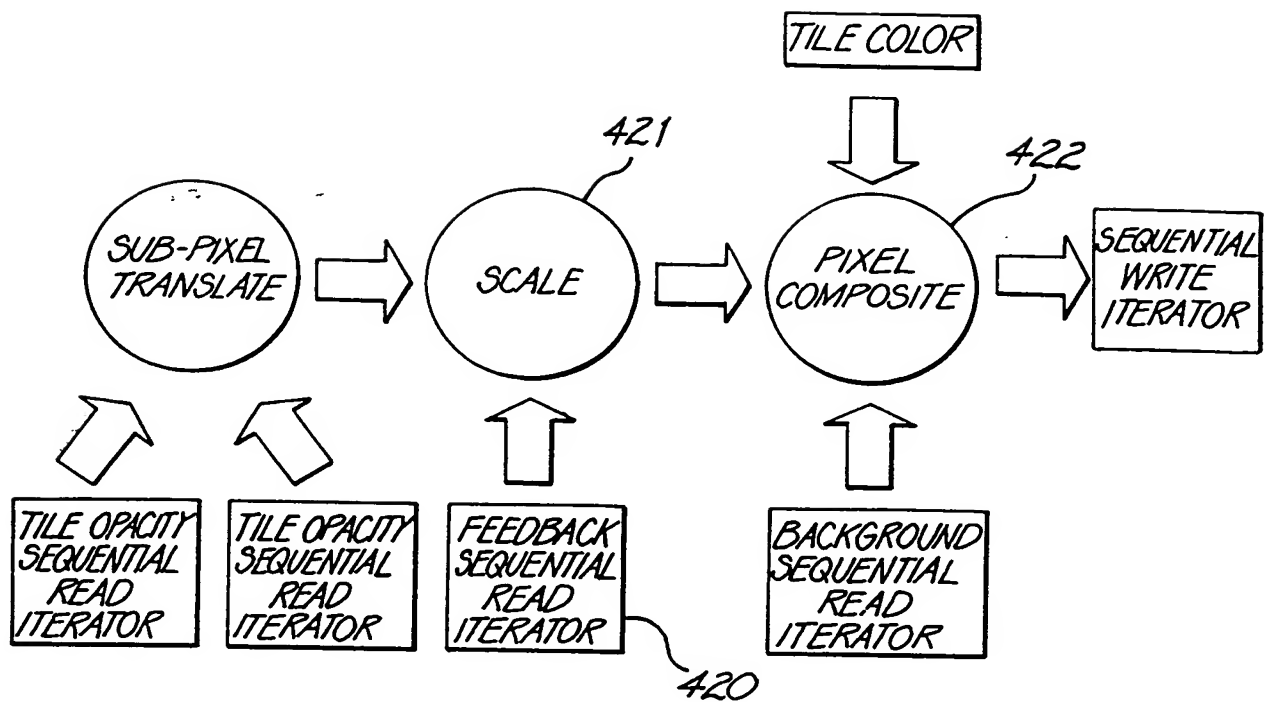 TILE COLOR
421
422
SUB-PIXEL
TRANSLATE
SCALE
PIXEL
COMPOSITE
SEQUENTIAL
WRITE
ITERATOR
TILE OPACITY
SEQUENTIAL
READ
ITERATOR
TILE OPACITY
SEQUENTIAL
READ
ITERATOR
FEEDBACK
SEQUENTIAL
READ
ITERATOR
BACKGROUND
SEQUENTIAL
READ
ITERATOR
420